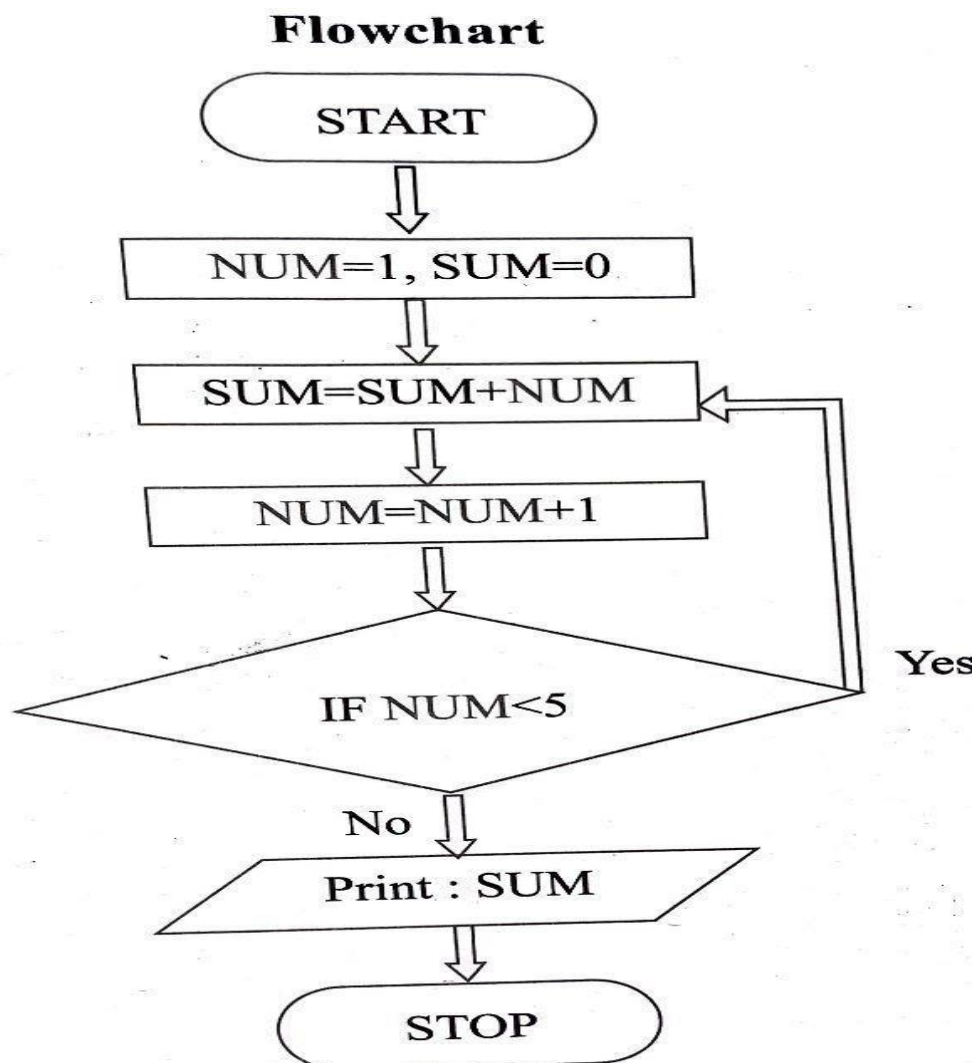 Flowchart
START
NUM=1, SUM=0
SUM=SUM+NUM
NUM=NUM+1
IF NUM<5
Yes
No
Print : SUM
STOP